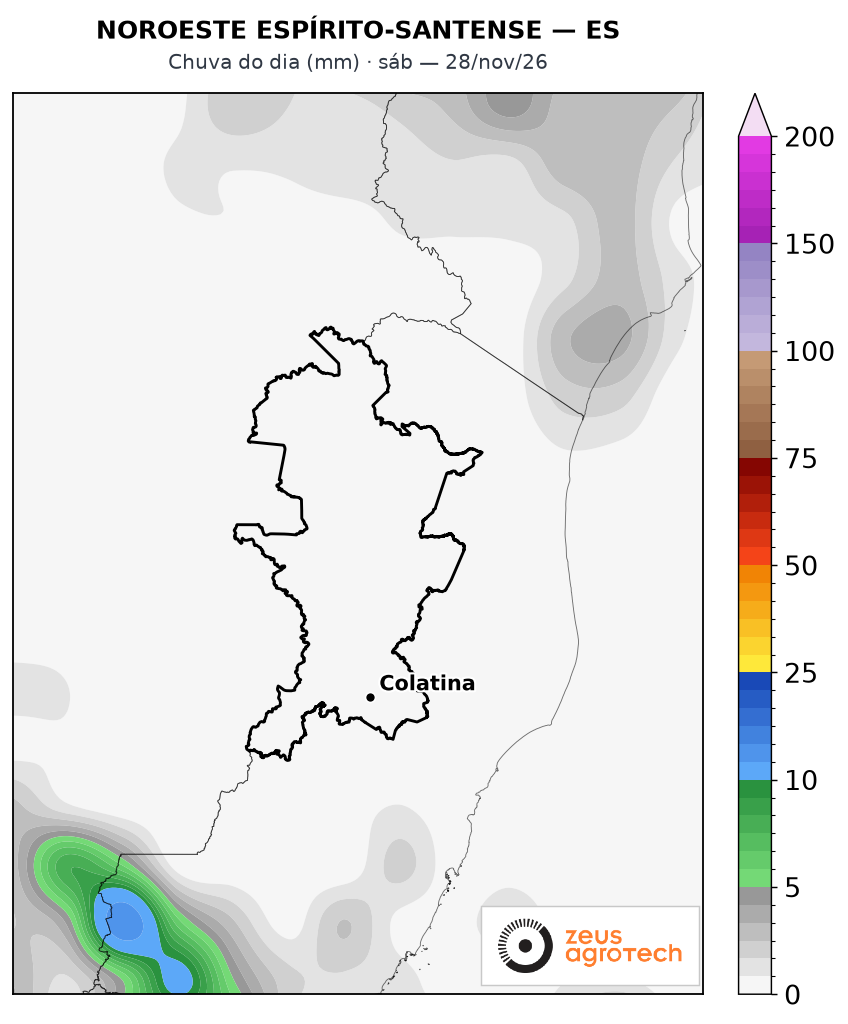 NOROESTE ESPÍRITO-SANTENSE — ES
Chuva do dia (mm) · sáb — 28/nov/26
200
150
100
75
50
25
10
5
0
Colatina
zeus
agrotech